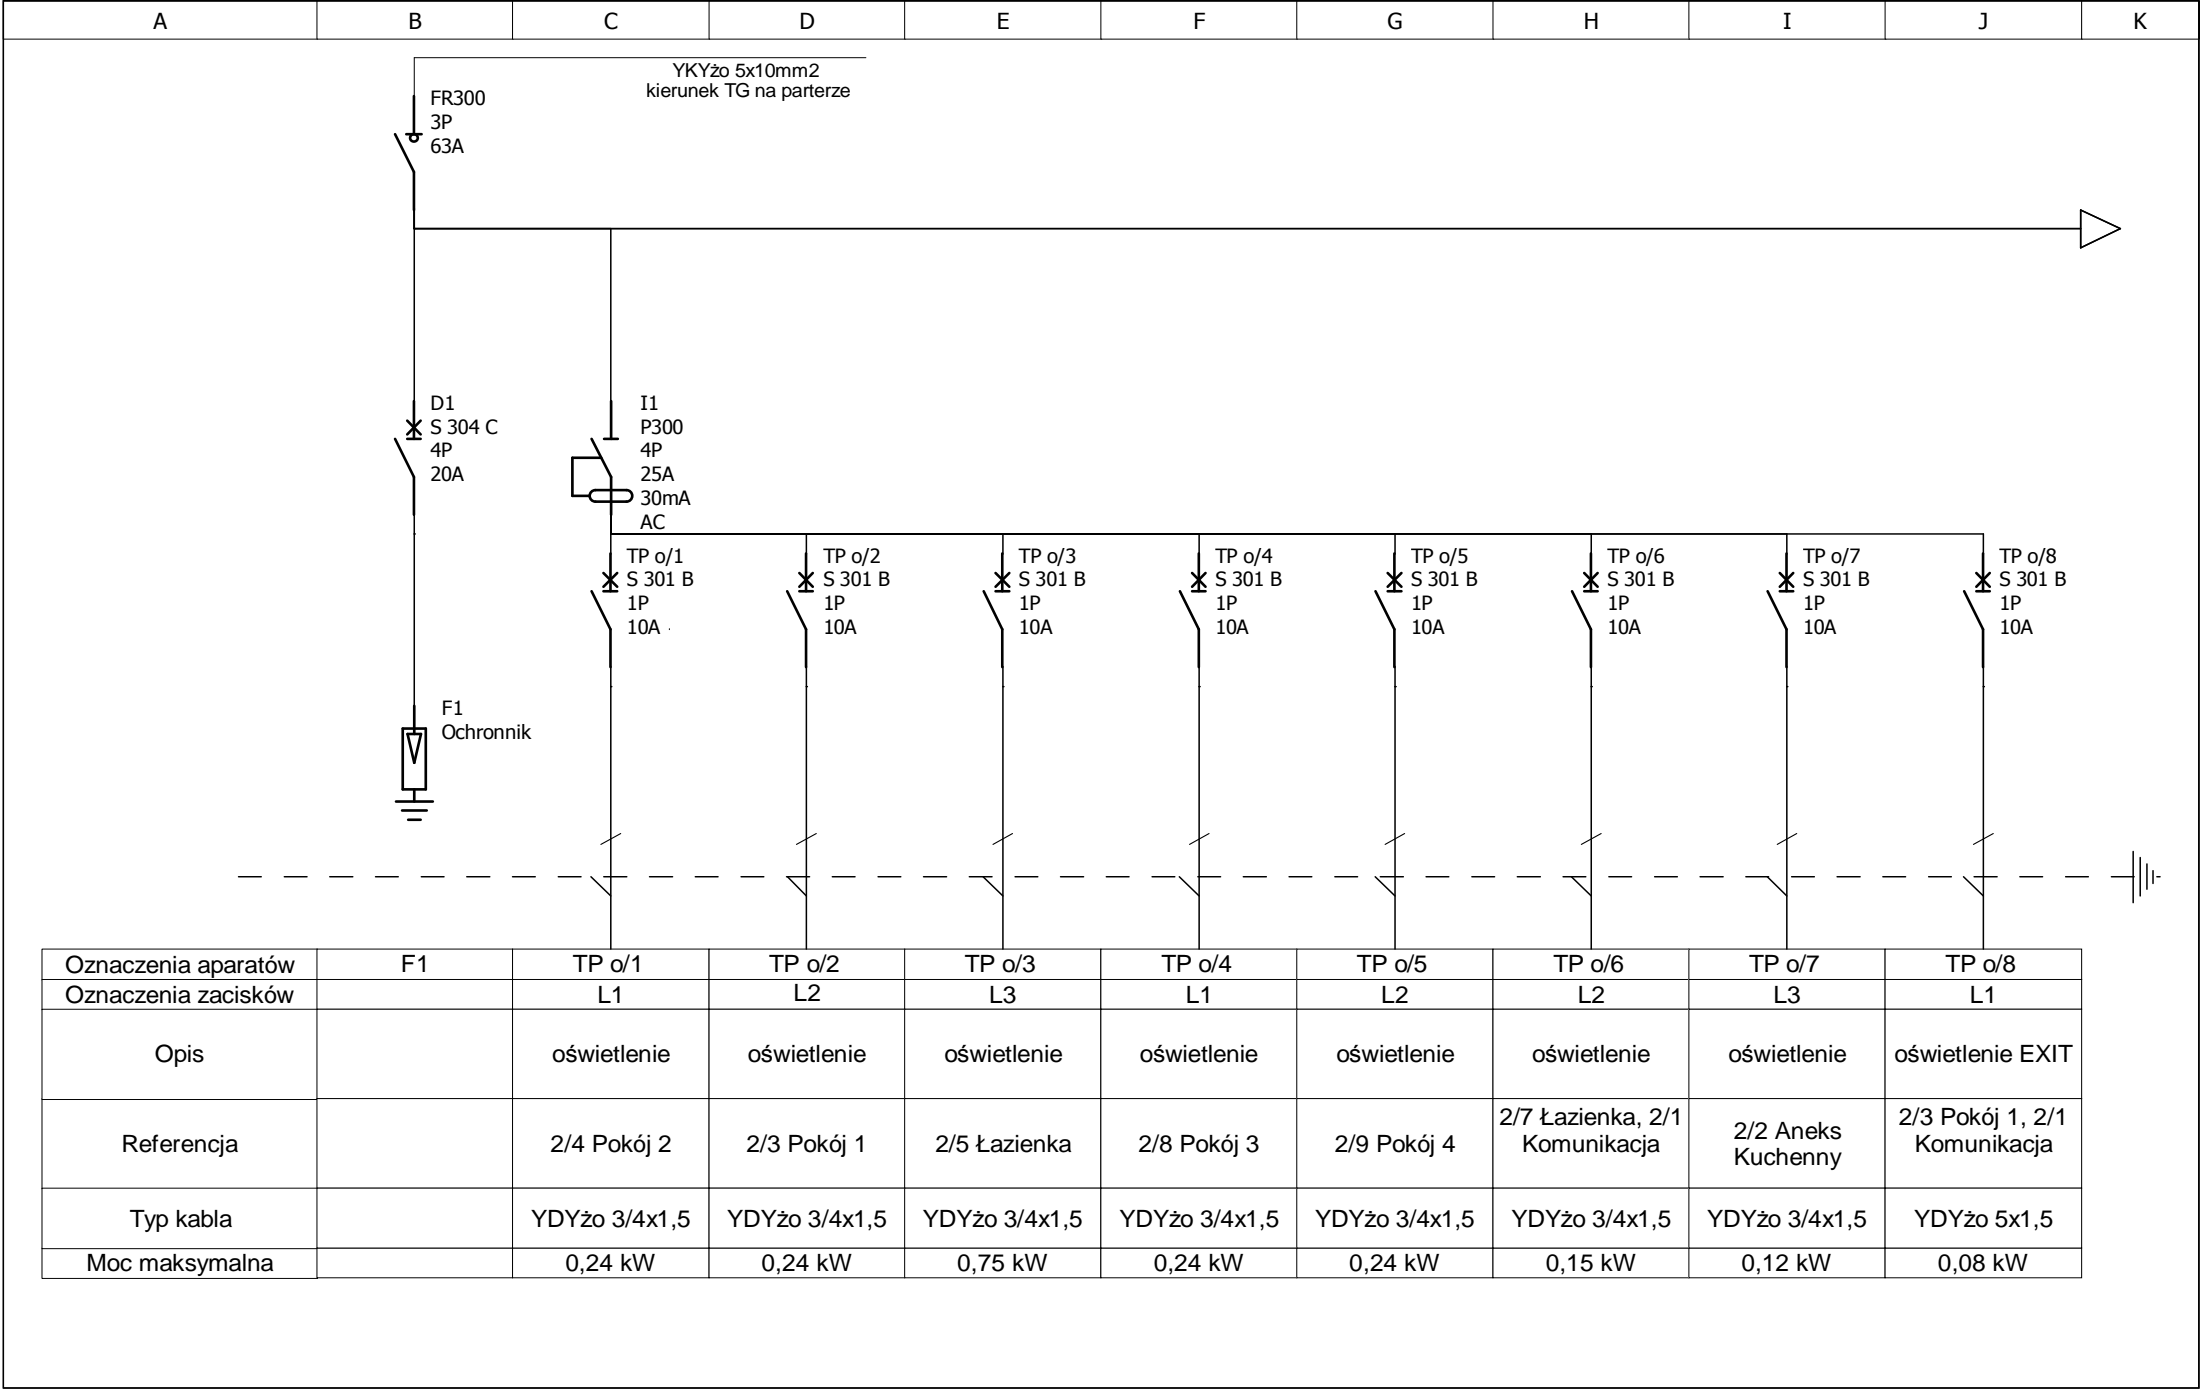 A B C D E F G H I J K
YKYżo 5x10mm2
kierunek TG na parterze
FR300
3P
63A
D1
S 304 C
4P
20A
I1
P300
4P
25A
30mA
AC
TP o/1
S 301 B
1P
10A
TP o/2
S 301 B
1P
10A
TP o/3
S 301 B
1P
10A
TP o/4
S 301 B
1P
10A
TP o/5
S 301 B
1P
10A
TP o/6
S 301 B
1P
10A
TP o/7
S 301 B
1P
10A
TP o/8
S 301 B
1P
10A
F1
Ochronnik
Oznaczenia aparatów F1 TP o/1 TP o/2 TP o/3 TP o/4 TP o/5 TP o/6 TP o/7 TP o/8
Oznaczenia zacisków L1 L2 L3 L1 L2 L2 L3 L1
Opis oświetlenie oświetlenie oświetlenie oświetlenie oświetlenie oświetlenie oświetlenie oświetlenie EXIT
Referencja
2/4 Pokój 2
2/3 Pokój 1
2/5 Łazienka
2/8 Pokój 3
2/9 Pokój 4
2/7 Łazienka, 2/1
Komunikacja
2/2 Aneks
Kuchenny
2/3 Pokój 1, 2/1
Komunikacja
Typ kabla YDYżo 3/4x1,5 YDYżo 3/4x1,5 YDYżo 3/4x1,5 YDYżo 3/4x1,5 YDYżo 3/4x1,5 YDYżo 3/4x1,5 YDYżo 3/4x1,5 YDYżo 5x1,5
Moc maksymalna 0,24 kW 0,24 kW 0,75 kW 0,24 kW 0,24 kW 0,15 kW 0,12 kW 0,08 kW